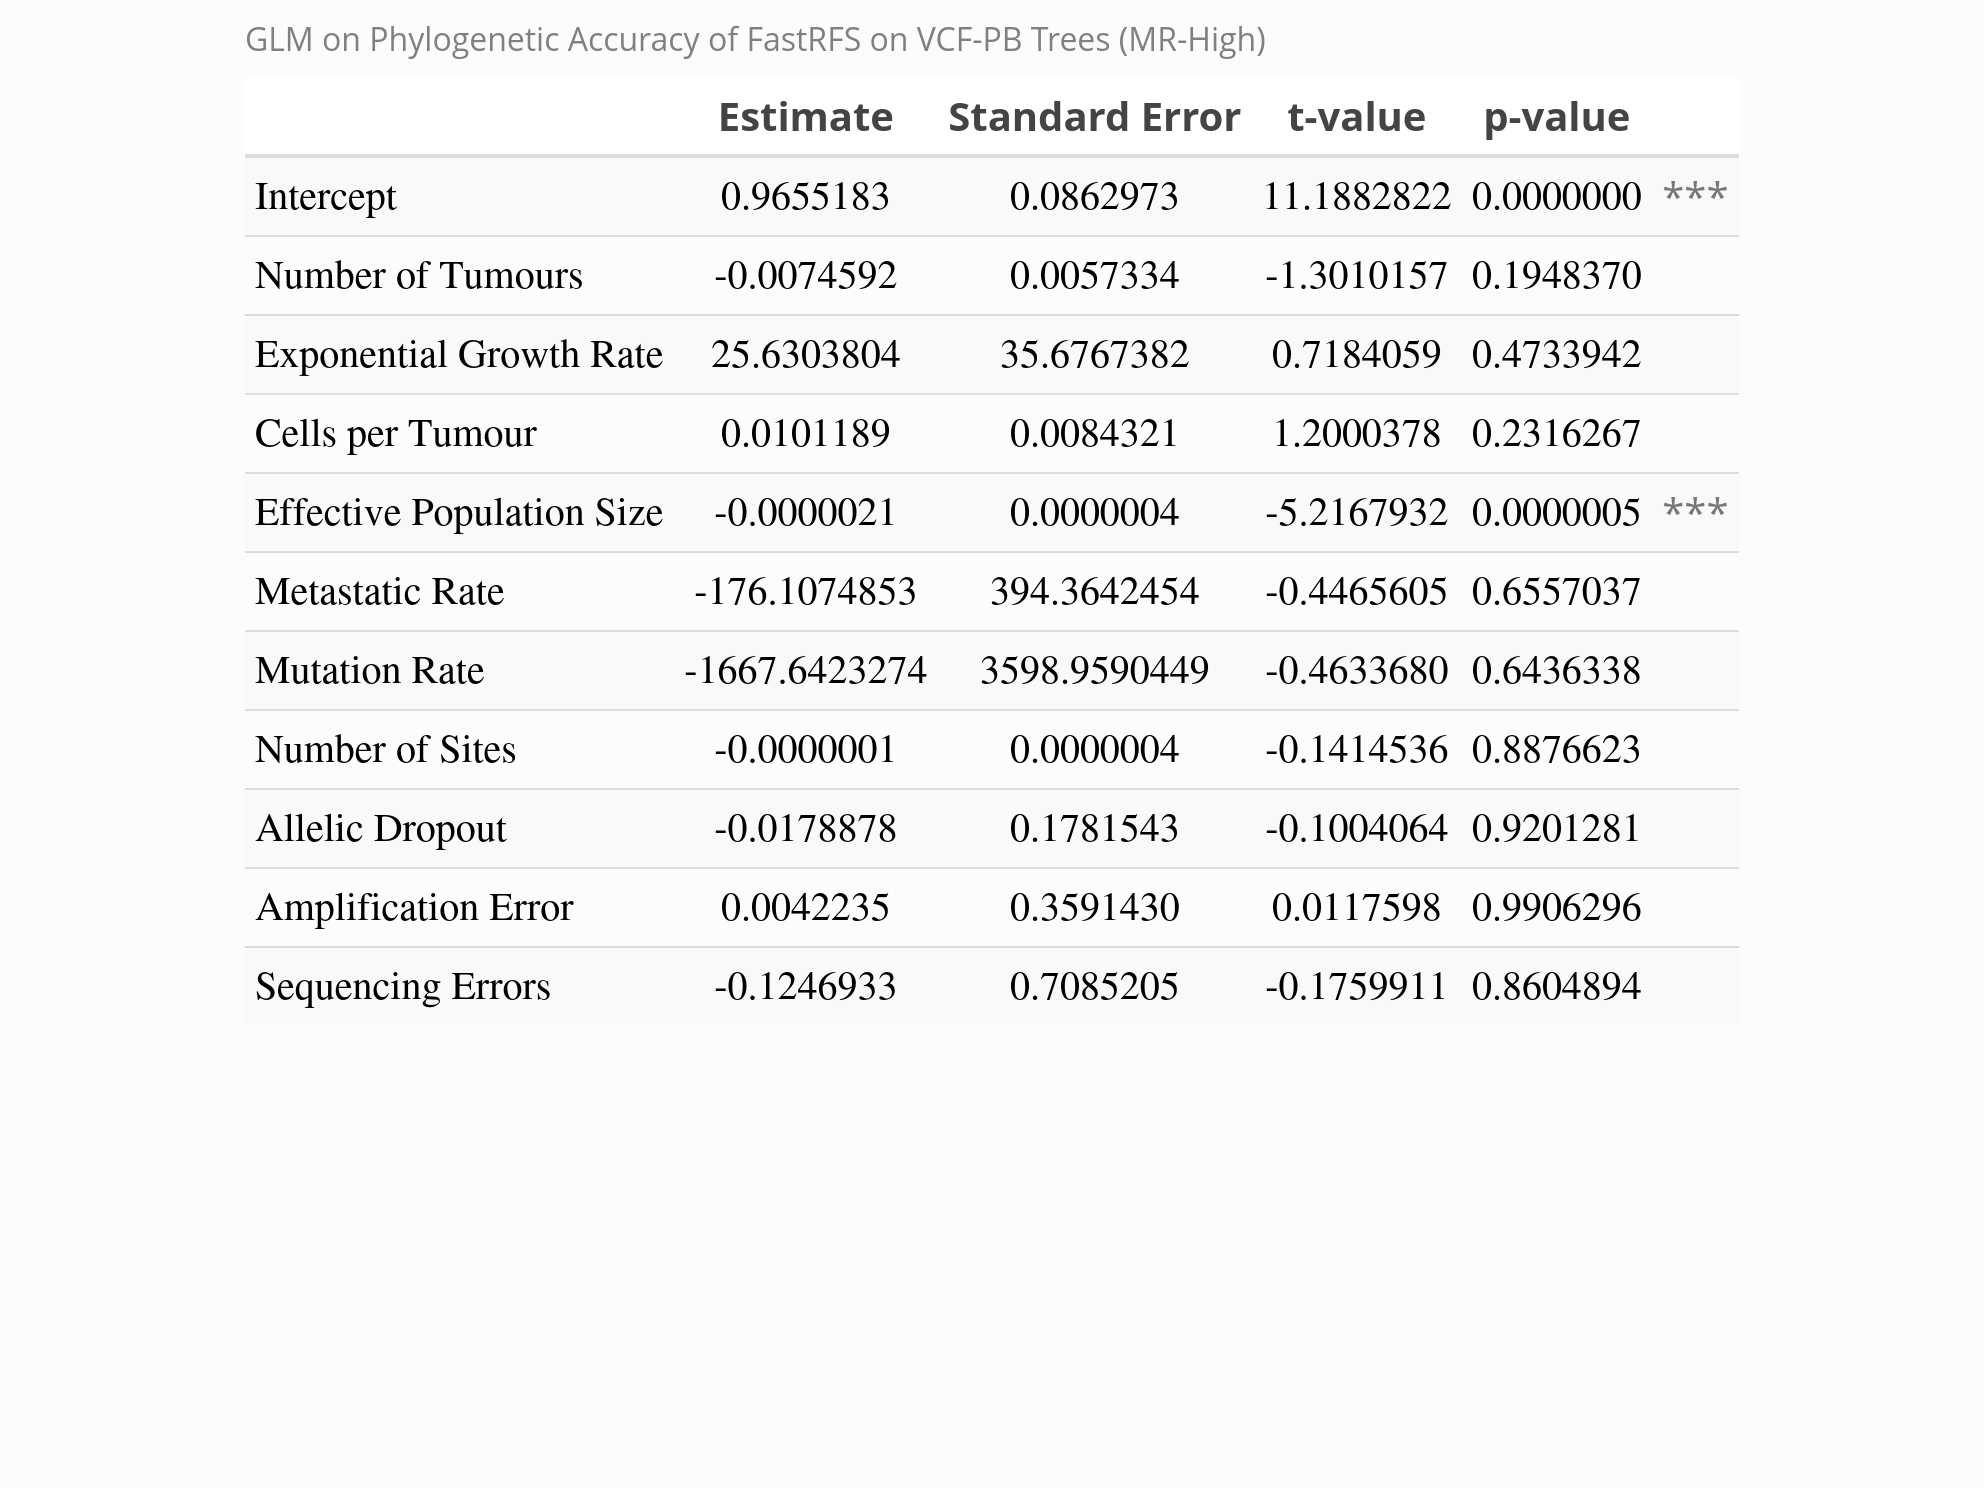 GLM on Phylogenetic Accuracy of FastRFS on VCF-PB Trees (MR-High)
Estimate Standard Error t-value p-value
Intercept 0.9655183 0.0862973 11.1882822 0.0000000 ***
Number of Tumours -0.0074592 0.0057334 -1.3010157 0.1948370
Exponential Growth Rate 25.6303804 35.6767382 0.7184059 0.4733942
Cells per Tumour 0.0101189 0.0084321 1.2000378 0.2316267
Effective Population Size -0.0000021 0.0000004 -5.2167932 0.0000005 ***
Metastatic Rate -176.1074853 394.3642454 -0.4465605 0.6557037
Mutation Rate -1667.6423274 3598.9590449 -0.4633680 0.6436338
Number of Sites -0.0000001 0.0000004 -0.1414536 0.8876623
Allelic Dropout -0.0178878 0.1781543 -0.1004064 0.9201281
Amplification Error 0.0042235 0.3591430 0.0117598 0.9906296
Sequencing Errors -0.1246933 0.7085205 -0.1759911 0.8604894